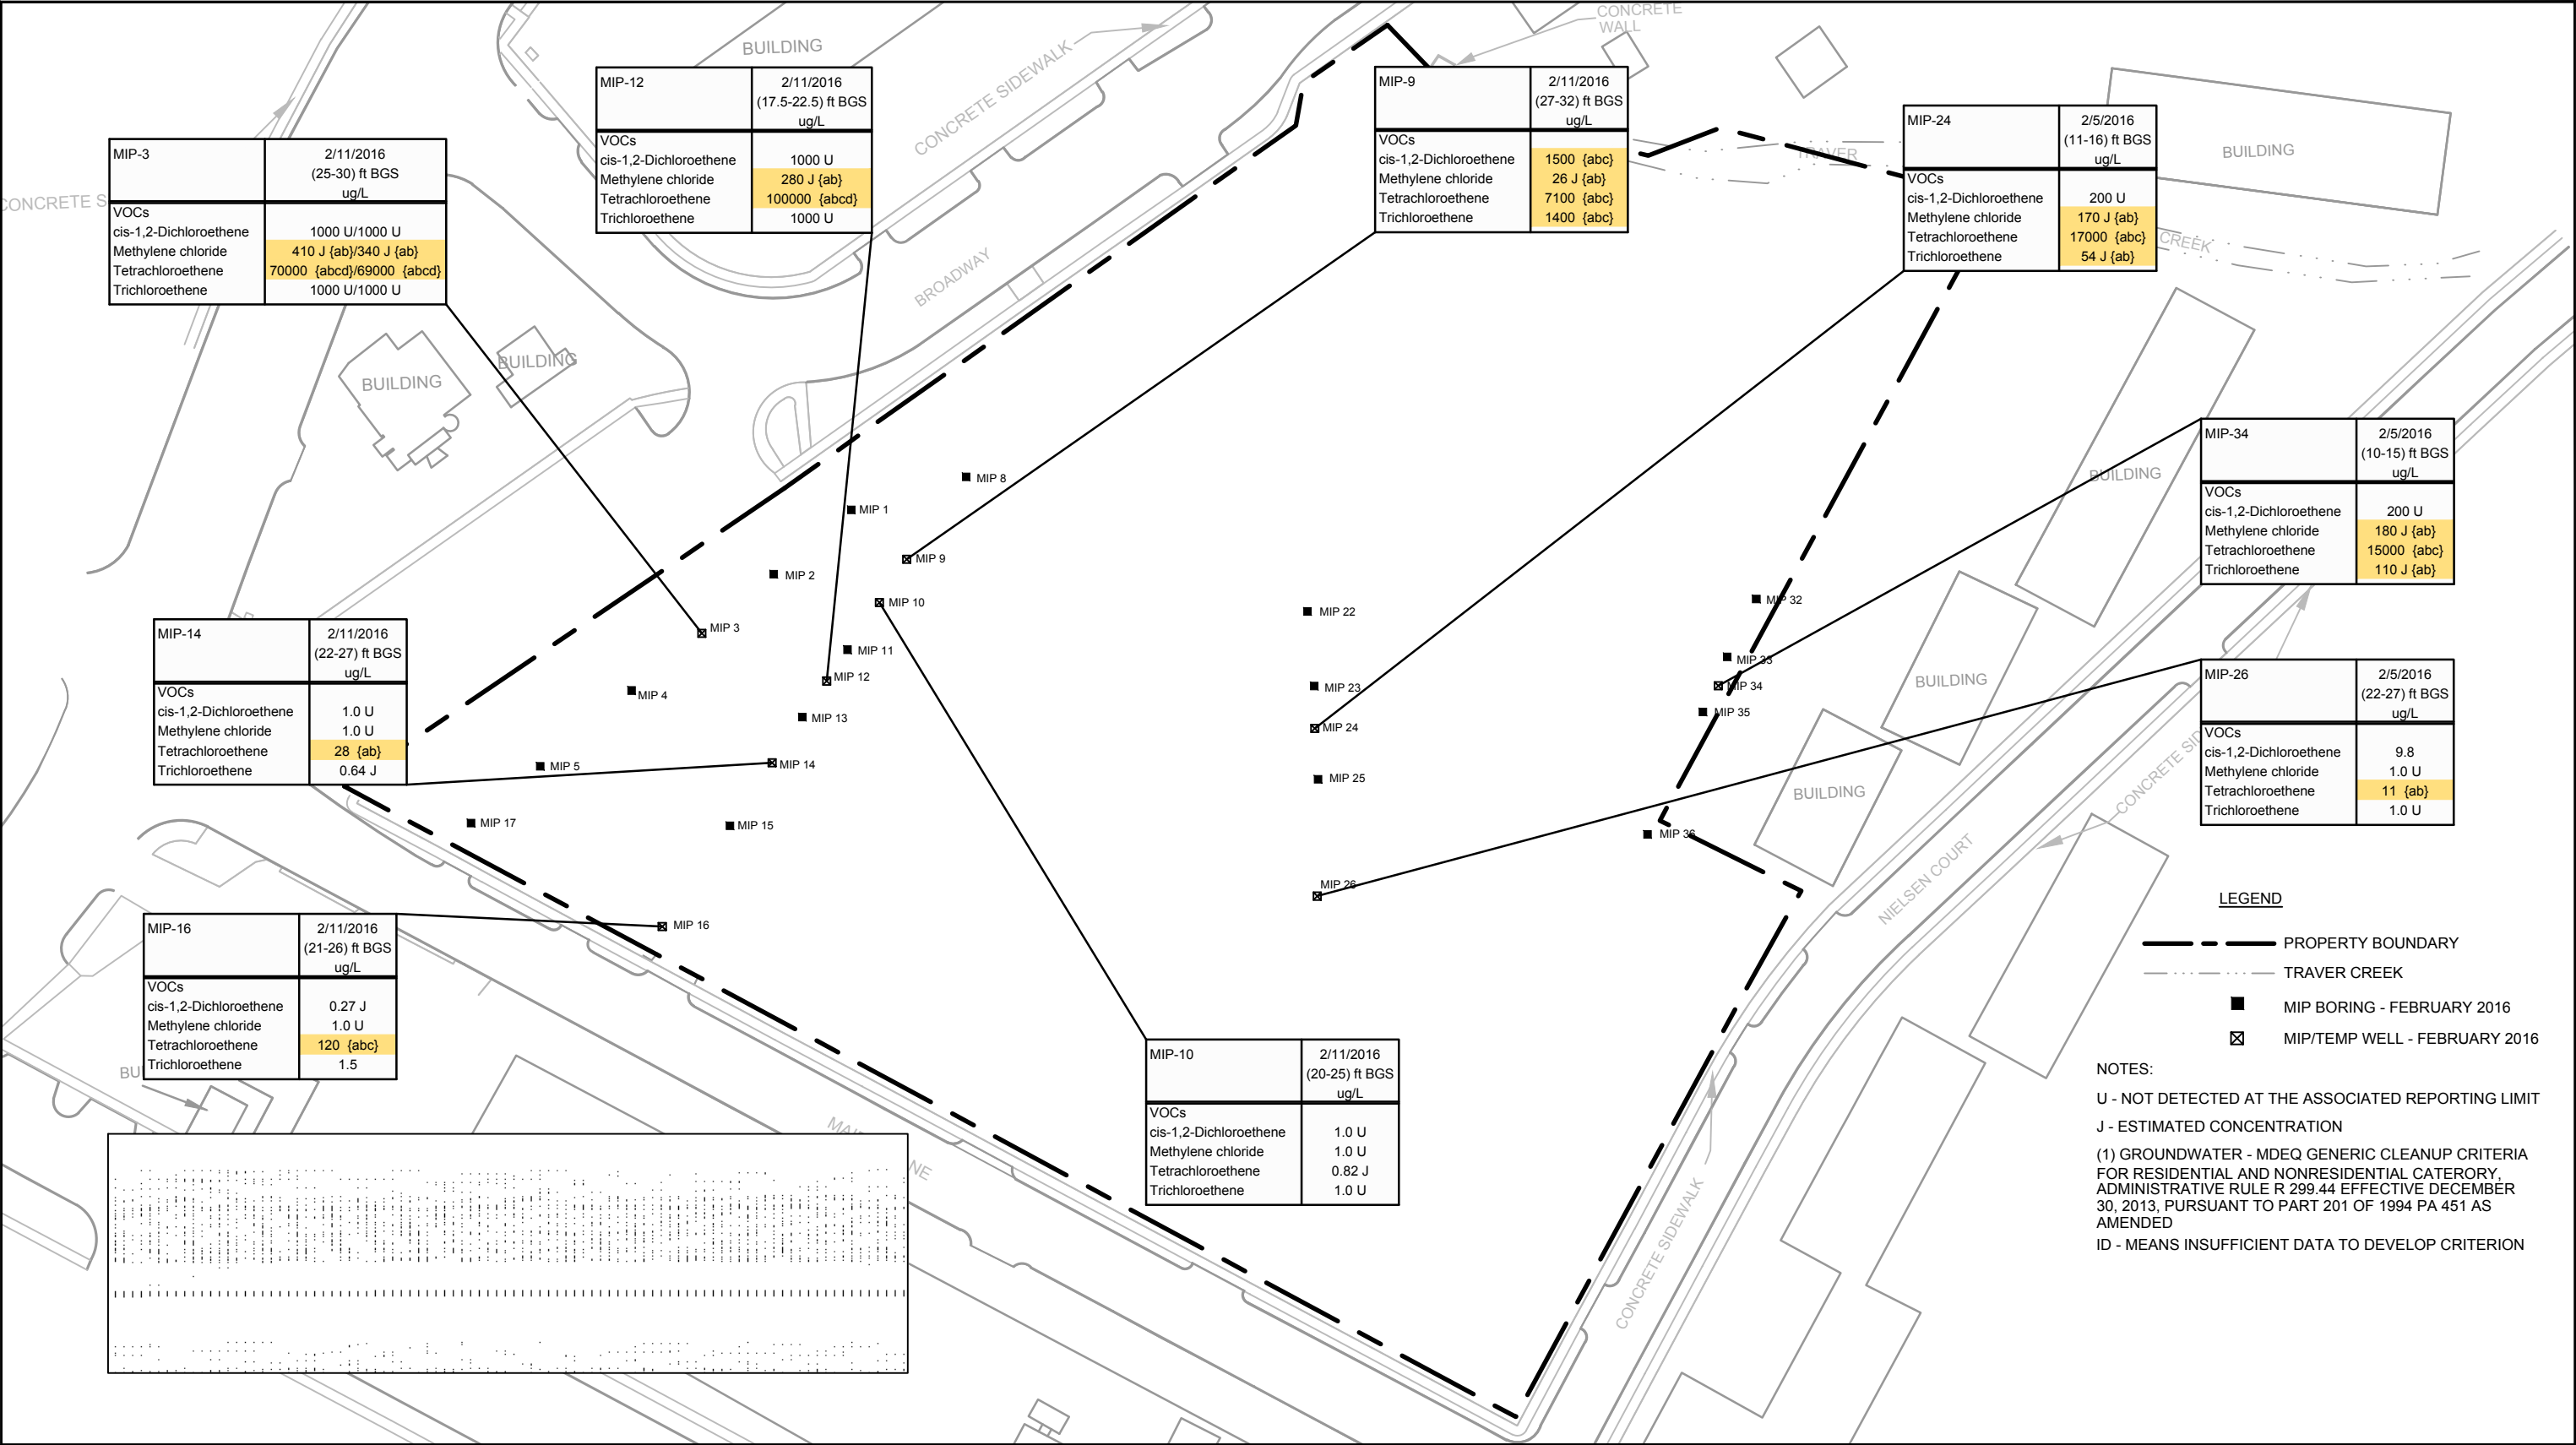 CONCRETE
WALL
BUILDING
CONCRETE SIDEWALK
MIP-12 2/11/2016
(17.5-22.5) ft BGS
ug/L
VOCs
cis-1,2-Dichloroethene 1000 U
Methylene chloride 280 J {ab}
Tetrachloroethene 100000 {abcd}
Trichloroethene 1000 U
MIP-9 2/11/2016
(27-32) ft BGS
ug/L
VOCs
cis-1,2-Dichloroethene 1500 {abc}
Methylene chloride 26 J {ab}
Tetrachloroethene 7100 {abc}
Trichloroethene 1400 {abc}
MIP-24 2/5/2016
(11-16) ft BGS
ug/L
VOCs
cis-1,2-Dichloroethene 200 U
Methylene chloride 170 J {ab}
Tetrachloroethene 17000 {abc}
Trichloroethene 54 J {ab}
TRAVER
CREEK
BUILDING
MIP-3 2/11/2016
(25-30) ft BGS
ug/L
VOCs
cis-1,2-Dichloroethene 1000 U/1000 U
Methylene chloride 410 J {ab}/340 J {ab}
Tetrachloroethene 70000 {abcd}/69000 {abcd}
Trichloroethene 1000 U/1000 U
CONCRETE S
BROADWAY
BUILDING
BUILDING
MIP-34 2/5/2016
(10-15) ft BGS
ug/L
VOCs
cis-1,2-Dichloroethene 200 U
Methylene chloride 180 J {ab}
Tetrachloroethene 15000 {abc}
Trichloroethene 110 J {ab}
BUILDING
MIP 8
MIP 1
MIP 9
MIP 2
MIP 10
MIP 3
MIP 11
MIP 12
MIP 4
MIP 13
MIP 14
MIP 5
MIP 17
MIP 15
MIP 16
MIP 22
MIP 23
MIP 24
MIP 25
MIP 26
MIP 32
MIP 33
MIP 34
MIP 35
MIP 36
BUILDING
BUILDING
MIP-14 2/11/2016
(22-27) ft BGS
ug/L
VOCs
cis-1,2-Dichloroethene 1.0 U
Methylene chloride 1.0 U
Tetrachloroethene 28 {ab}
Trichloroethene 0.64 J
MIP-26 2/5/2016
(22-27) ft BGS
ug/L
VOCs
cis-1,2-Dichloroethene 9.8
Methylene chloride 1.0 U
Tetrachloroethene 11 {ab}
Trichloroethene 1.0 U
CONCRETE SID
NIELSEN COURT
MIP-16 2/11/2016
(21-26) ft BGS
ug/L
VOCs
cis-1,2-Dichloroethene 0.27 J
Methylene chloride 1.0 U
Tetrachloroethene 120 {abc}
Trichloroethene 1.5
BU
MIP-10 2/11/2016
(20-25) ft BGS
ug/L
VOCs
cis-1,2-Dichloroethene 1.0 U
Methylene chloride 1.0 U
Tetrachloroethene 0.82 J
Trichloroethene 1.0 U
NE
CONCRETE SIDEWALK
LEGEND
PROPERTY BOUNDARY
TRAVER CREEK
MIP BORING - FEBRUARY 2016
MIP/TEMP WELL - FEBRUARY 2016
NOTES:
U - NOT DETECTED AT THE ASSOCIATED REPORTING LIMIT
J - ESTIMATED CONCENTRATION
(1) GROUNDWATER - MDEQ GENERIC CLEANUP CRITERIA
FOR RESIDENTIAL AND NONRESIDENTIAL CATERORY,
ADMINISTRATIVE RULE R 299.44 EFFECTIVE DECEMBER
30, 2013, PURSUANT TO PART 201 OF 1994 PA 451 AS
AMENDED
ID - MEANS INSUFFICIENT DATA TO DEVELOP CRITERION